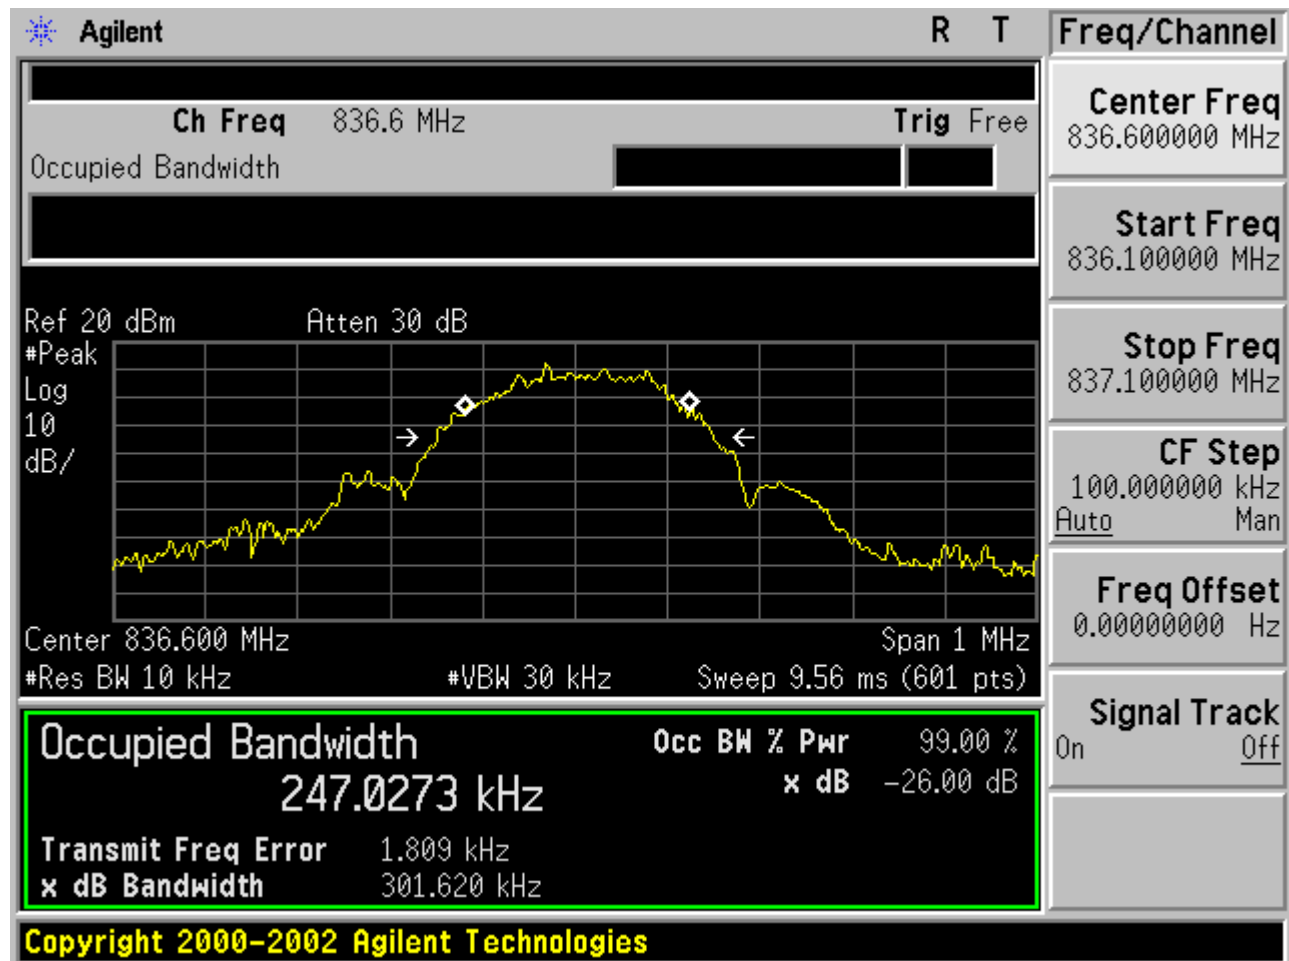 Agilent R T
Ch Freq 836.6 MHz Trig Free
Occupied Bandwidth
Ref 20 dBm Atten 30 dB
#Peak
Log
10
dB/
Center 836.600 MHz Span 1 MHz
#Res BW 10 kHz #VBW 30 kHz Sweep 9.56 ms (601 pts)
Occupied Bandwidth
247.0273 kHz
Occ BW % Pwr 99.00 %
x dB -26.00 dB
Transmit Freq Error 1.809 kHz
x dB Bandwidth 301.620 kHz
Copyright 2000-2002 Agilent Technologies
Freq/Channel
Center Freq
836.600000 MHz
Start Freq
836.100000 MHz
Stop Freq
837.100000 MHz
CF Step
100.000000 kHz
Auto Man
Freq Offset
0.00000000 Hz
Signal Track
On Off